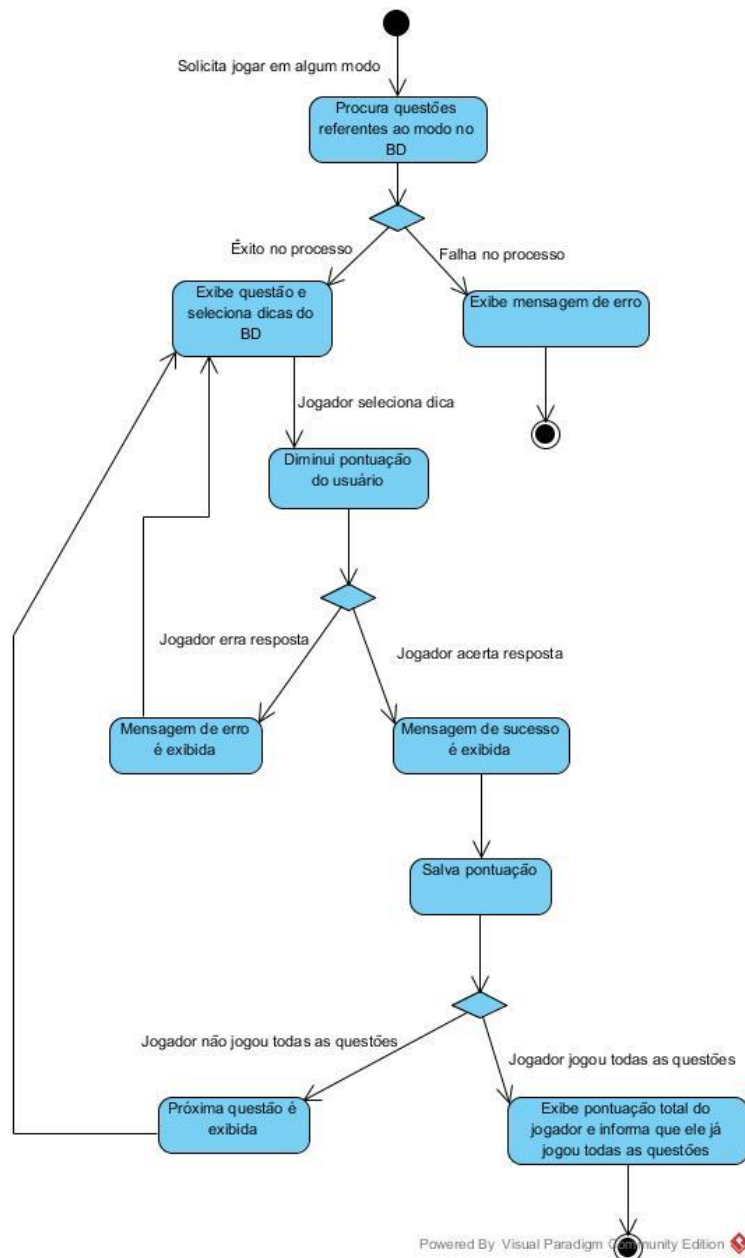 Solicita jogar em algum modo
Procura questões
referentes ao modo no
BD
Êxito no processo
Falha no processo
Exibe questão e
seleciona dicas do
BD
Exibe mensagem de erro
Jogador seleciona dica
Diminui pontuação
do usuário
Jogador erra resposta
Jogador acerta resposta
Mensagem de erro
é exibida
Mensagem de sucesso
é exibida
Salva pontuação
Jogador não jogou todas as questões
Jogador jogou todas as questões
Próxima questão é
exibida
Exibe pontuação total do
jogador e informa que ele já
jogou todas as questões
Powered By Visual Paradigm Community Edition